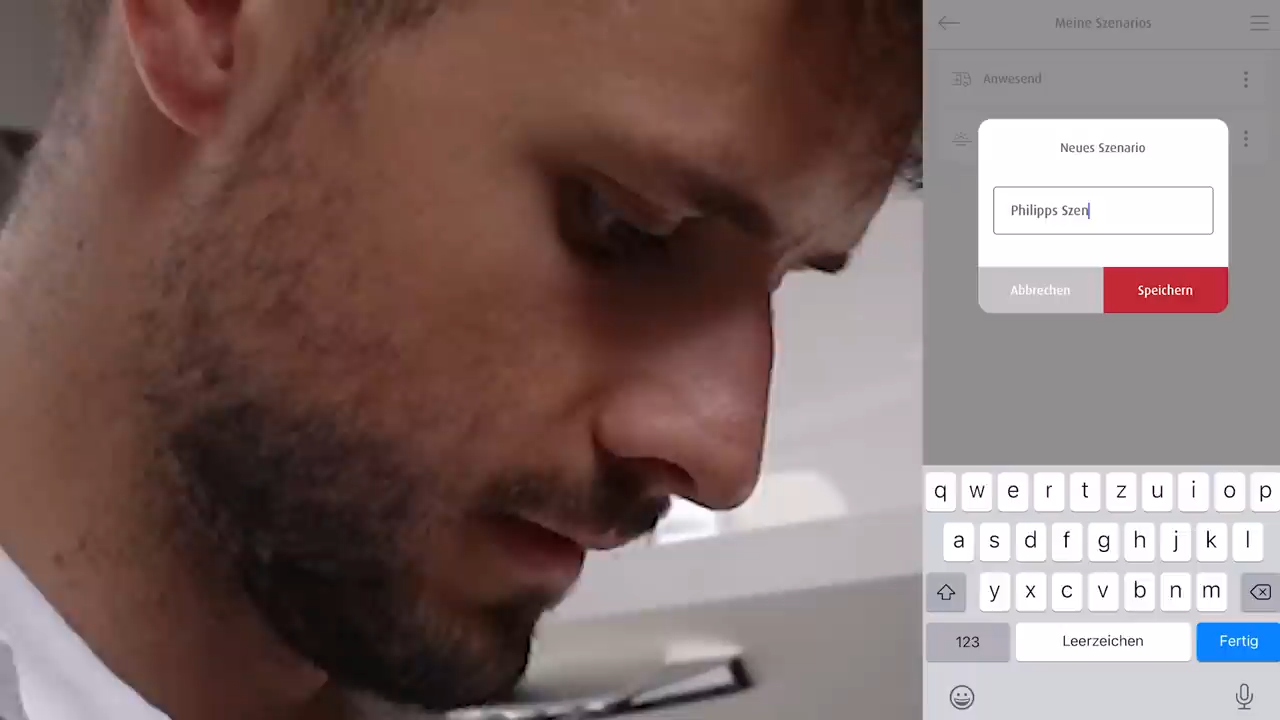 Meine Szenarios
Anwesend
Neues Szenario
Philipps Szen
Abbrechen Speichern
q w e r t z u i o p
a s d f g h j k l
y x c v b n m
123 Leerzeichen Fertig